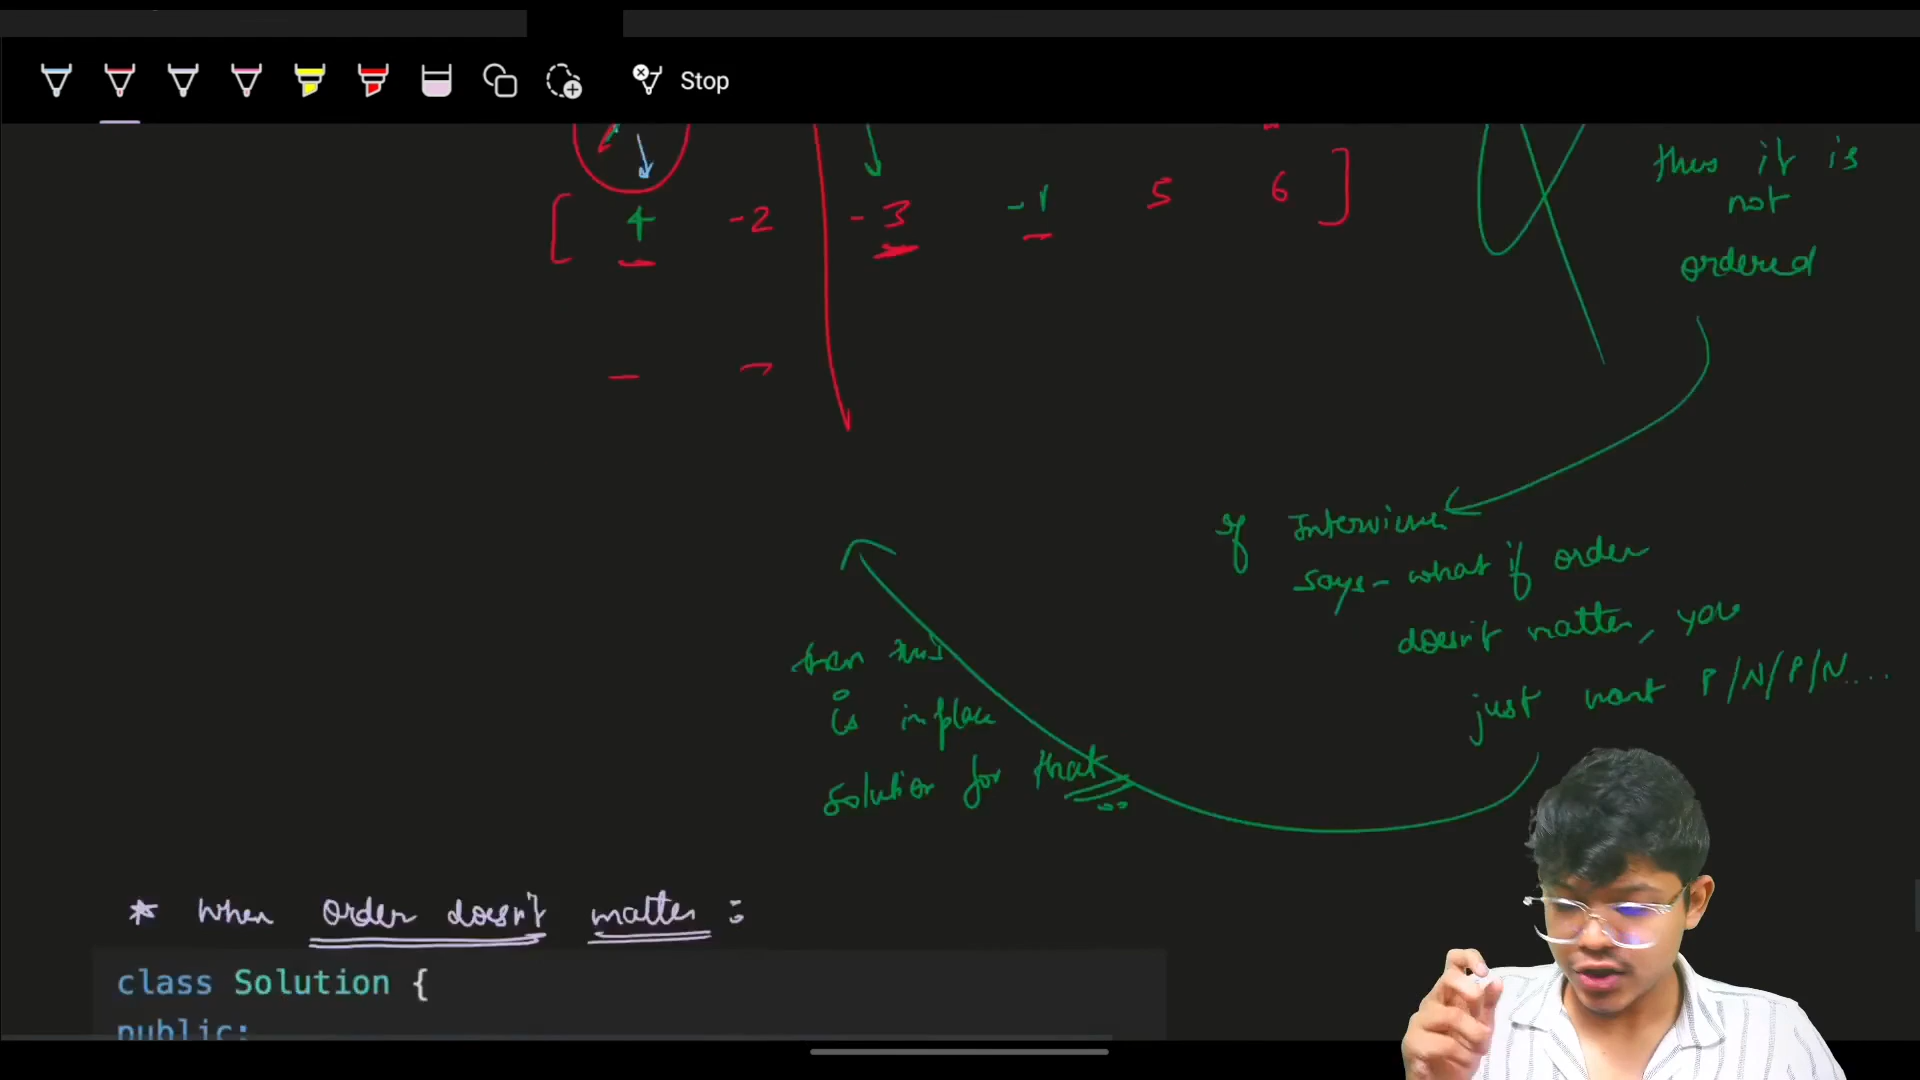 Stop
thus it is
not
ordered
[ 4 -2 -3 -1 5 6 ]
If Interviewer
says - what if order
doesn't matter, you
just want P/N/P/N....
then this
is inplace
solution for that
* When order doesn't matter :
class Solution {
public: